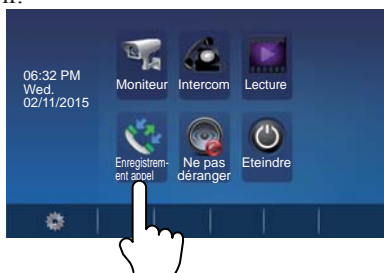 06:32 PM
Wed.
02/11/2015
Moniteur Intercom Lecture
Enregistrem-
ent appel
Ne pas
déranger
Eteindre